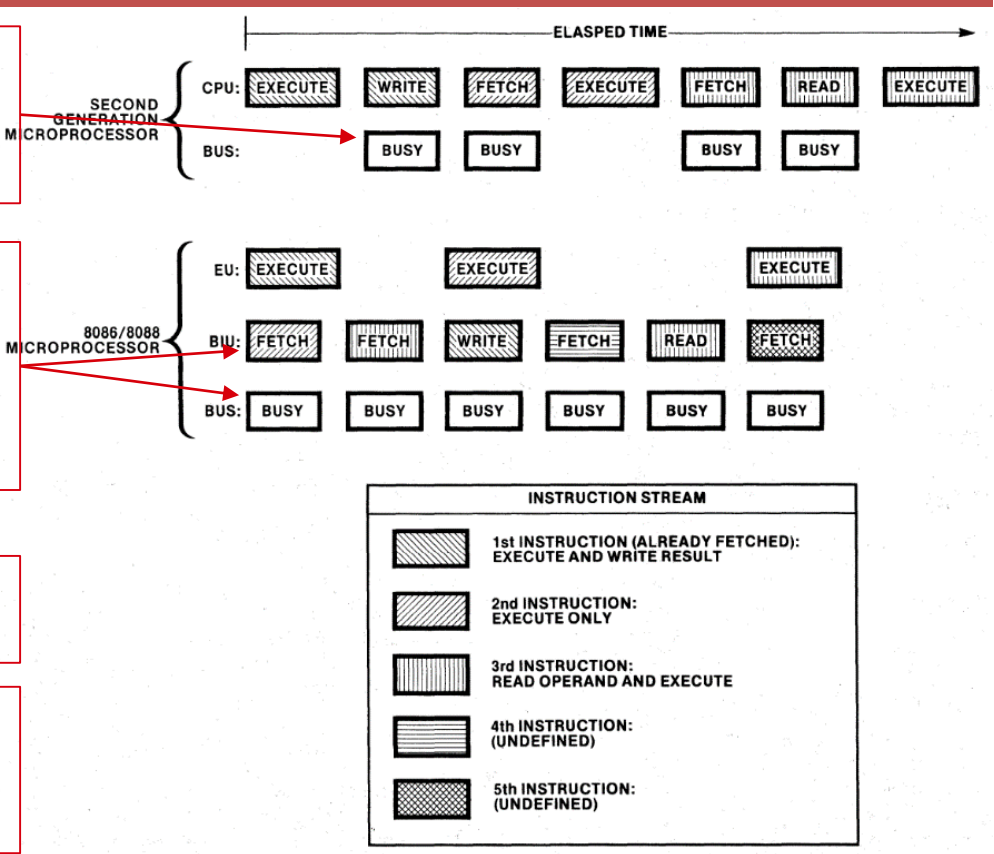 ELASPED TIME
SECOND
GENERATION
MICROPROCESSOR
CPU: EXECUTE WRITE FETCH EXECUTE FETCH READ EXECUTE
BUS: BUSY BUSY BUSY BUSY
8086/8088
MICROPROCESSOR
EU: EXECUTE EXECUTE EXECUTE
BIU: FETCH FETCH WRITE FETCH READ FETCH
BUS: BUSY BUSY BUSY BUSY BUSY BUSY
INSTRUCTION STREAM
1st INSTRUCTION (ALREADY FETCHED):
EXECUTE AND WRITE RESULT
2nd INSTRUCTION:
EXECUTE ONLY
3rd INSTRUCTION:
READ OPERAND AND EXECUTE
4th INSTRUCTION:
(UNDEFINED)
5th INSTRUCTION:
(UNDEFINED)